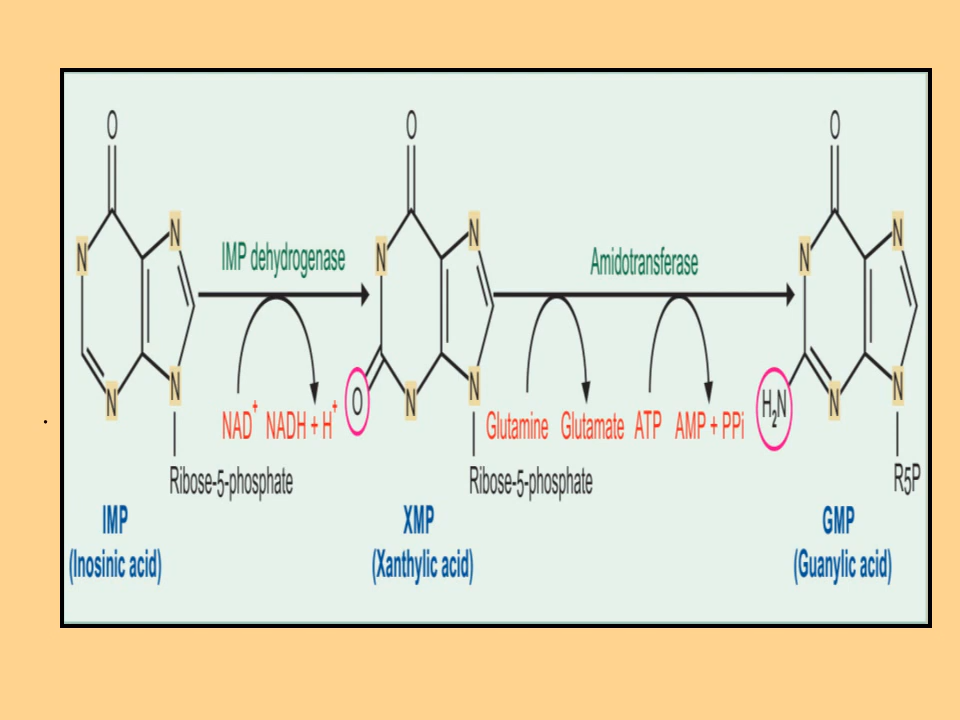 O O O
N N N N N N
IMP dehydrogenase Amidotransferase
N N O N N H2N N N
NAD+ NADH + H+ Glutamine Glutamate ATP AMP + PPi
Ribose-5-phosphate Ribose-5-phosphate R5P
IMP XMP GMP
(Inosinic acid) (Xanthylic acid) (Guanylic acid)